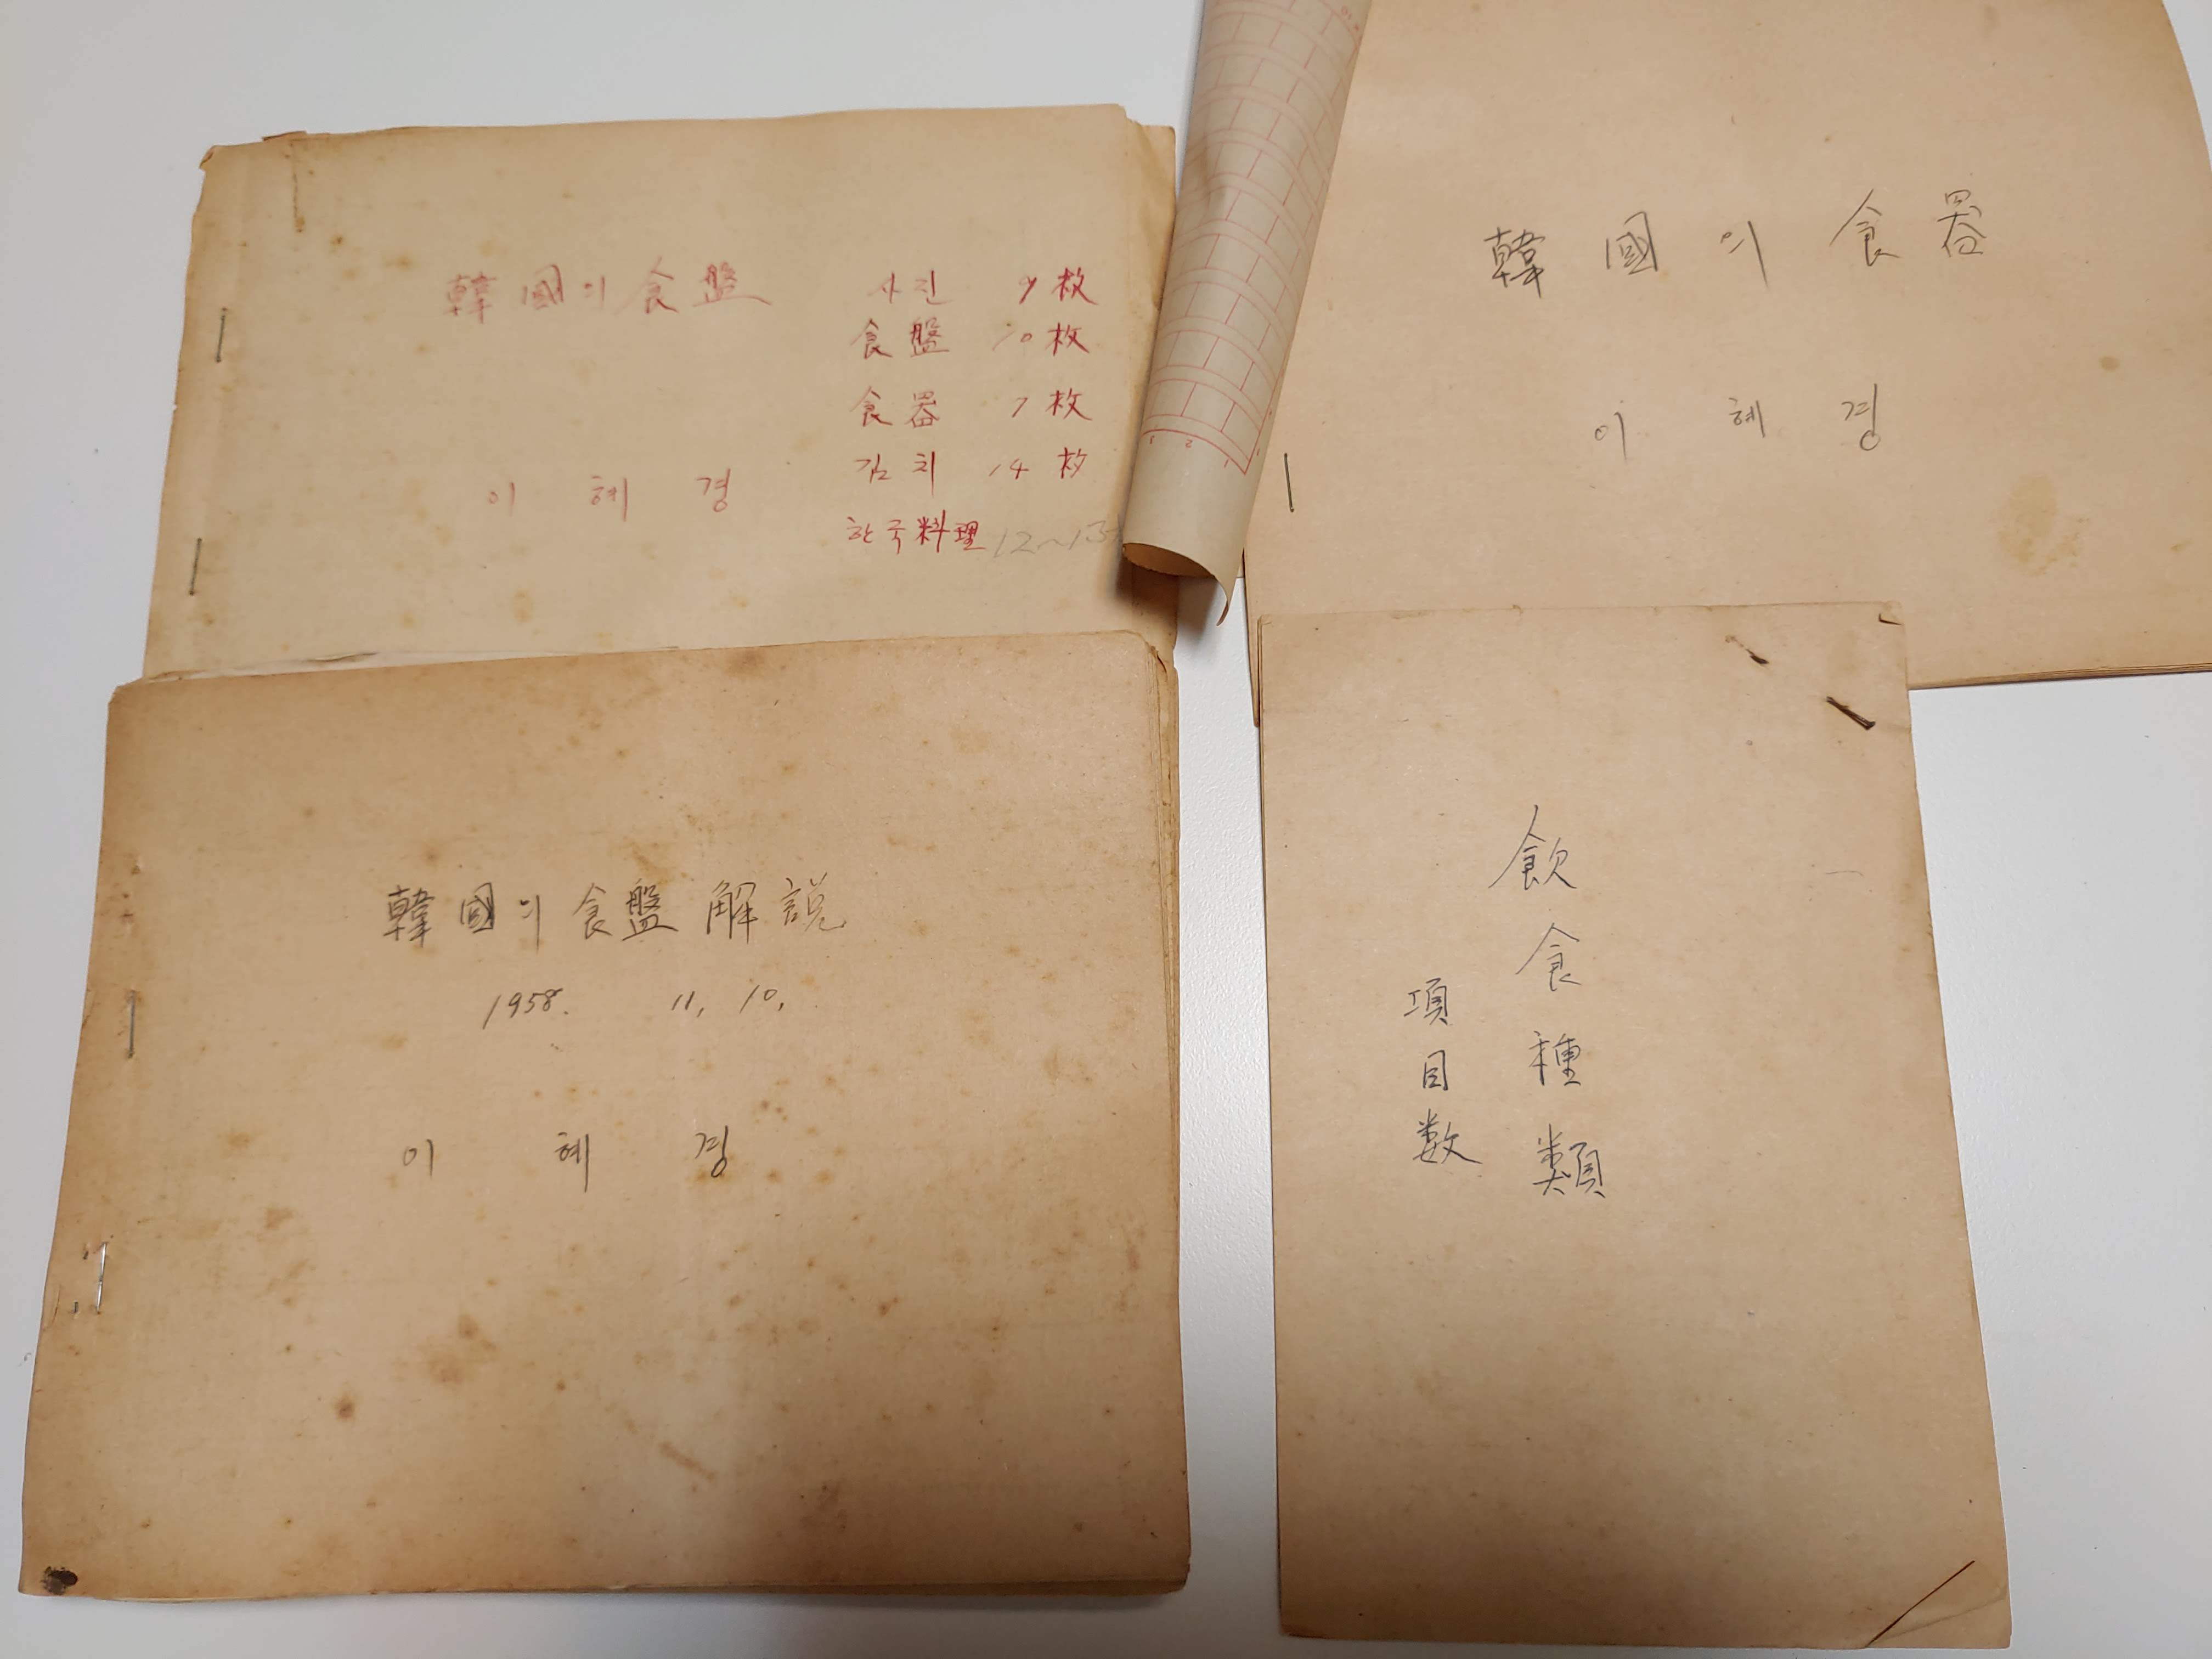 韓國의食盤
이혜경
사진 9枚
食盤 10枚
食器 7枚
김치 14枚
한국料理 12~13
韓國의食器
이혜경
韓國의食盤解說
1958. 11, 10,
이혜경
飮食種類
項目数